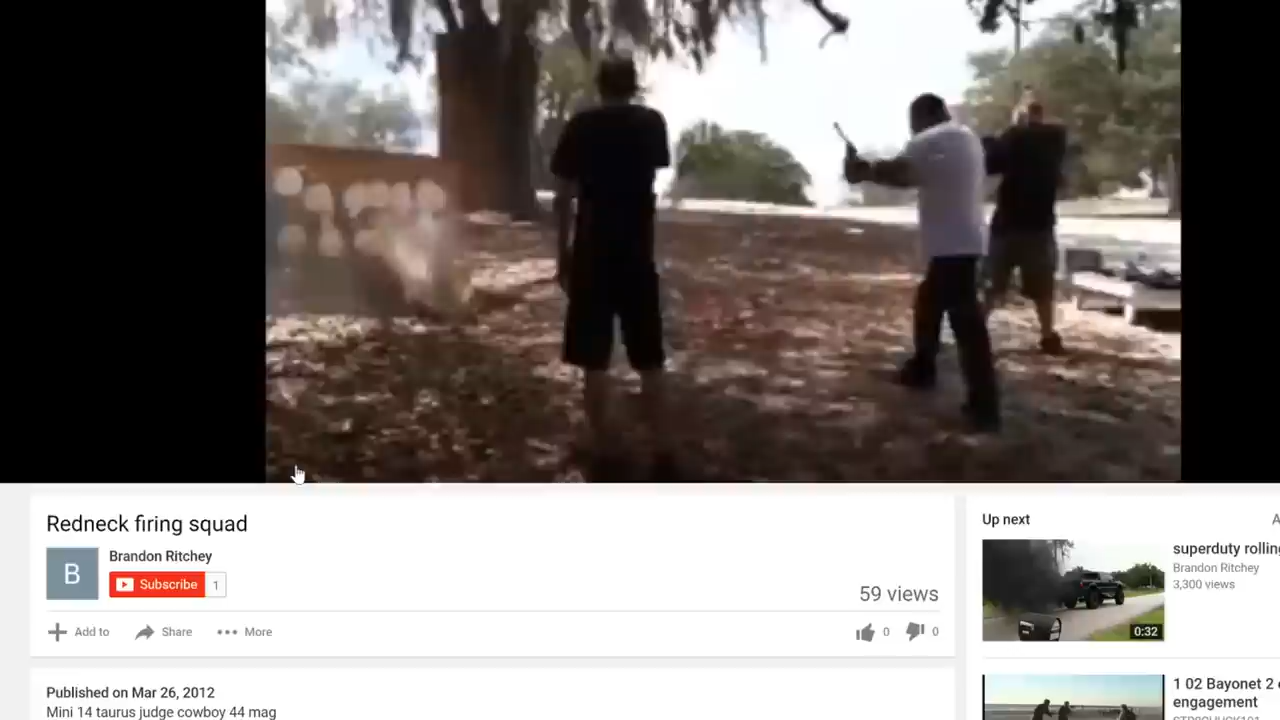 Redneck firing squad
B
Brandon Ritchey
Subscribe 1
59 views
Add to Share More 0 0
Published on Mar 26, 2012
Mini 14 taurus judge cowboy 44 mag
Up next
A
superduty rolling
Brandon Ritchey
3,300 views
0:32
1 02 Bayonet 2
engagement